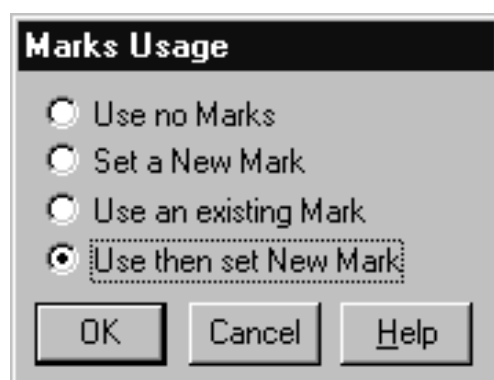 Marks Usage
Use no Marks
Set a New Mark
Use an existing Mark
Use then set New Mark
OK Cancel Help